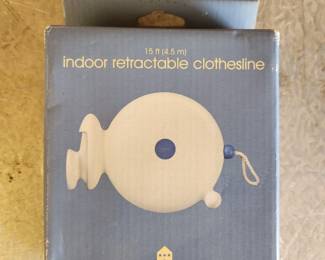 15 ft (4.5 m)
indoor retractable clothesline